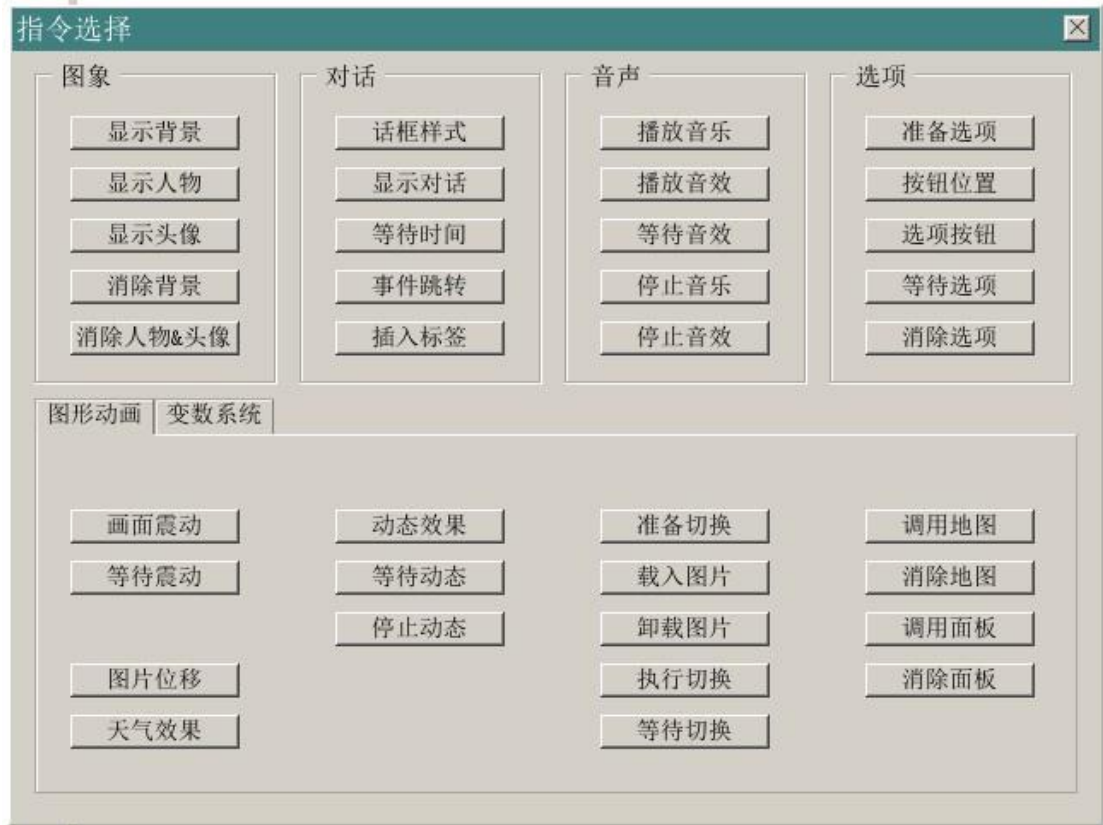 指令选择
图象
对话
音声
选项
显示背景
话框样式
播放音乐
准备选项
显示人物
显示对话
播放音效
按钮位置
显示头像
等待时间
等待音效
选项按钮
消除背景
事件跳转
停止音乐
等待选项
消除人物&头像
插入标签
停止音效
消除选项
图形动画
变数系统
画面震动
动态效果
准备切换
调用地图
等待震动
等待动态
载入图片
消除地图
停止动态
卸载图片
调用面板
图片位移
执行切换
消除面板
天气效果
等待切换